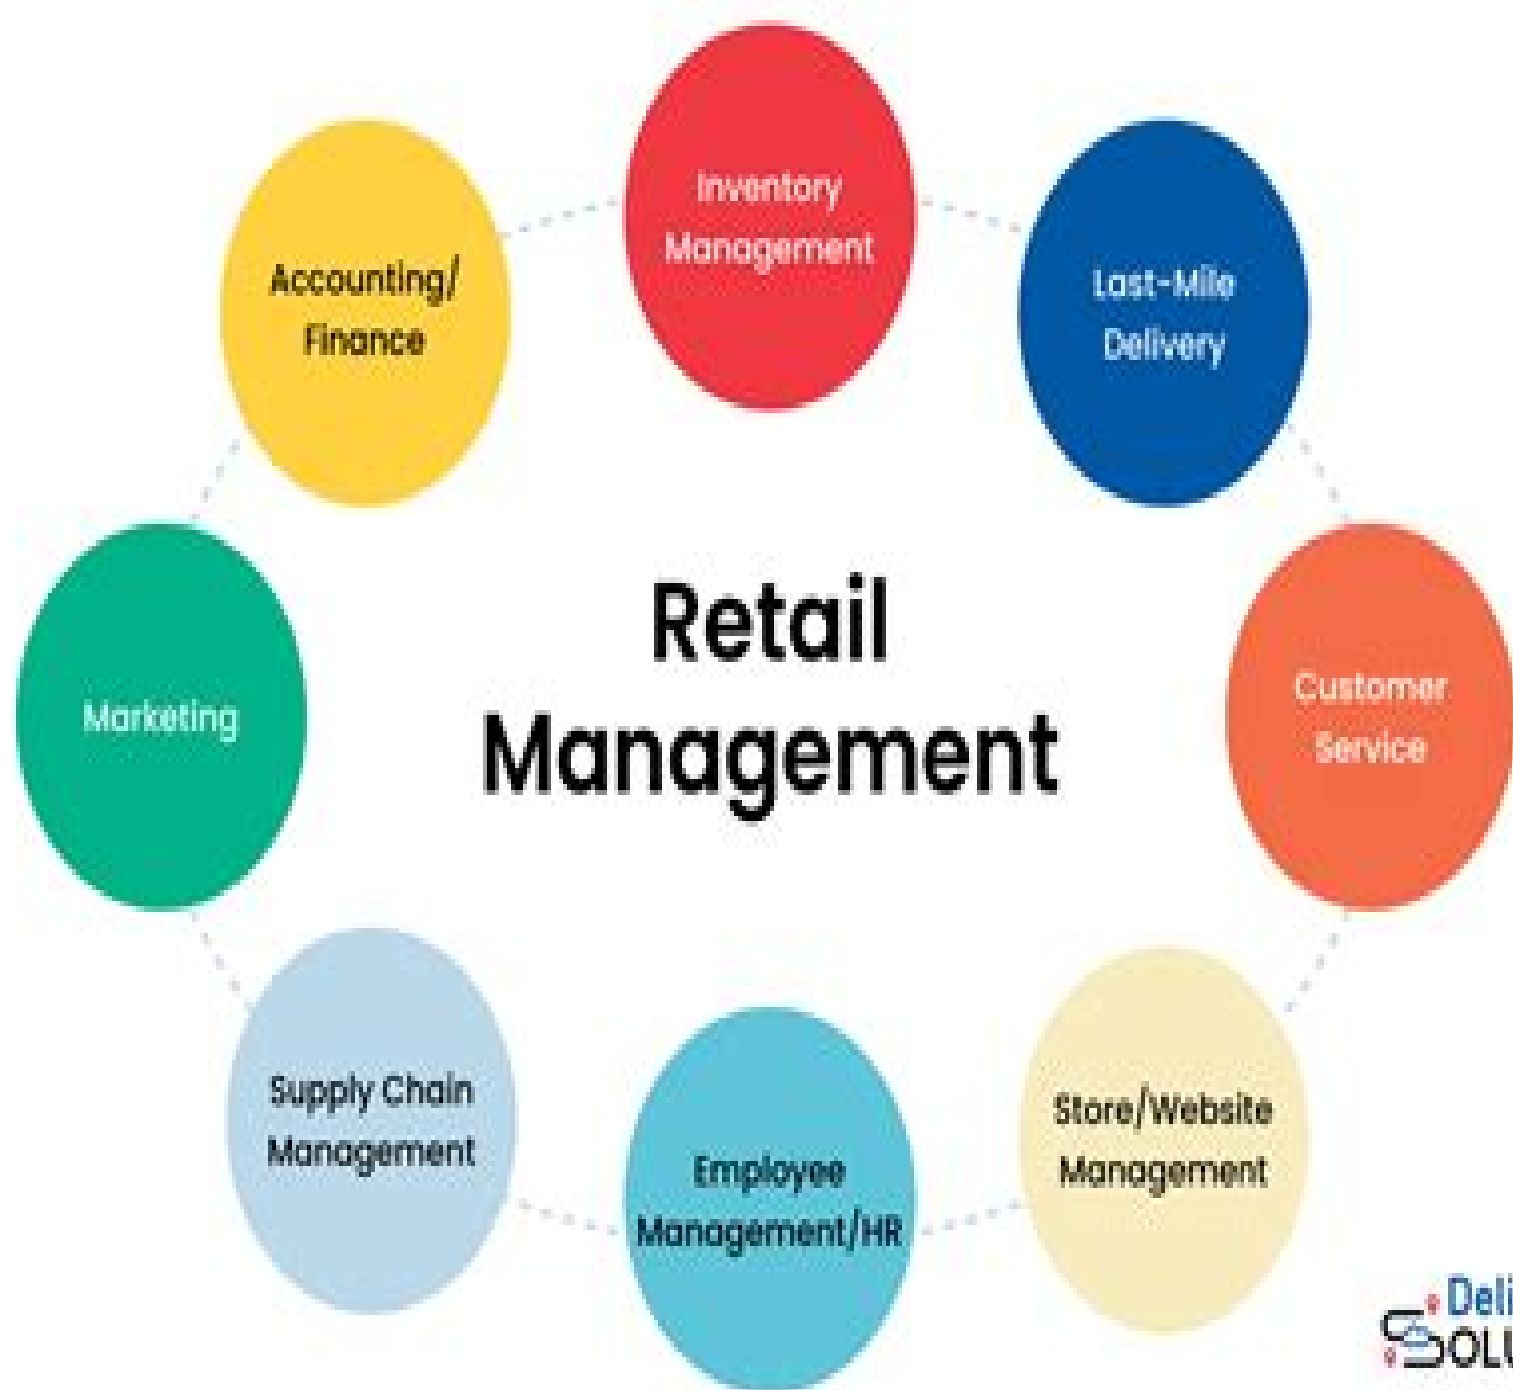 Inventory
Management
Last-Mile
Delivery
Customer
Service
Store/Website
Management
Employee
Management/HR
Supply Chain
Management
Marketing
Accounting/
Finance
Retail
Management